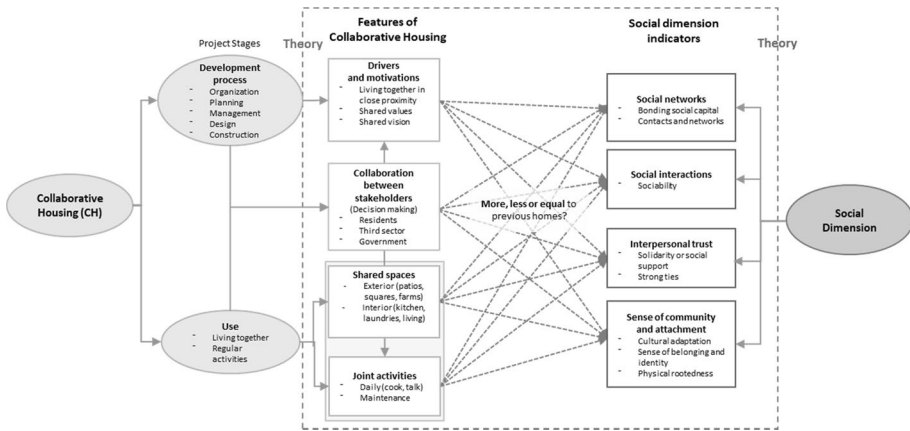 Features of
Collaborative Housing
Social dimension
indicators
Project Stages
Theory
Theory
Development
process
- Organization
- Planning
- Management
- Design
- Construction
Drivers
and motivations
- Living together in
close proximity
- Shared values
- Shared vision
Social networks
- Bonding social capital
- Contacts and networks
Collaboration
between
stakeholders
(Decision making)
- Residents
- Third sector
- Government
Social interactions
- Sociability
Collaborative
Housing (CH)
More, less or equal to
previous homes?
Social
Dimension
Interpersonal trust
- Solidarity or social
support
- Strong ties
Shared spaces
- Exterior (patios,
squares, farms)
- Interior (kitchen,
laundries, living)
Use
- Living together
- Regular
activities
Sense of community
and attachment
- Cultural adaptation
- Sense of belonging and
identity
- Physical rootedness
Joint activities
- Daily (cook, talk)
- Maintenance